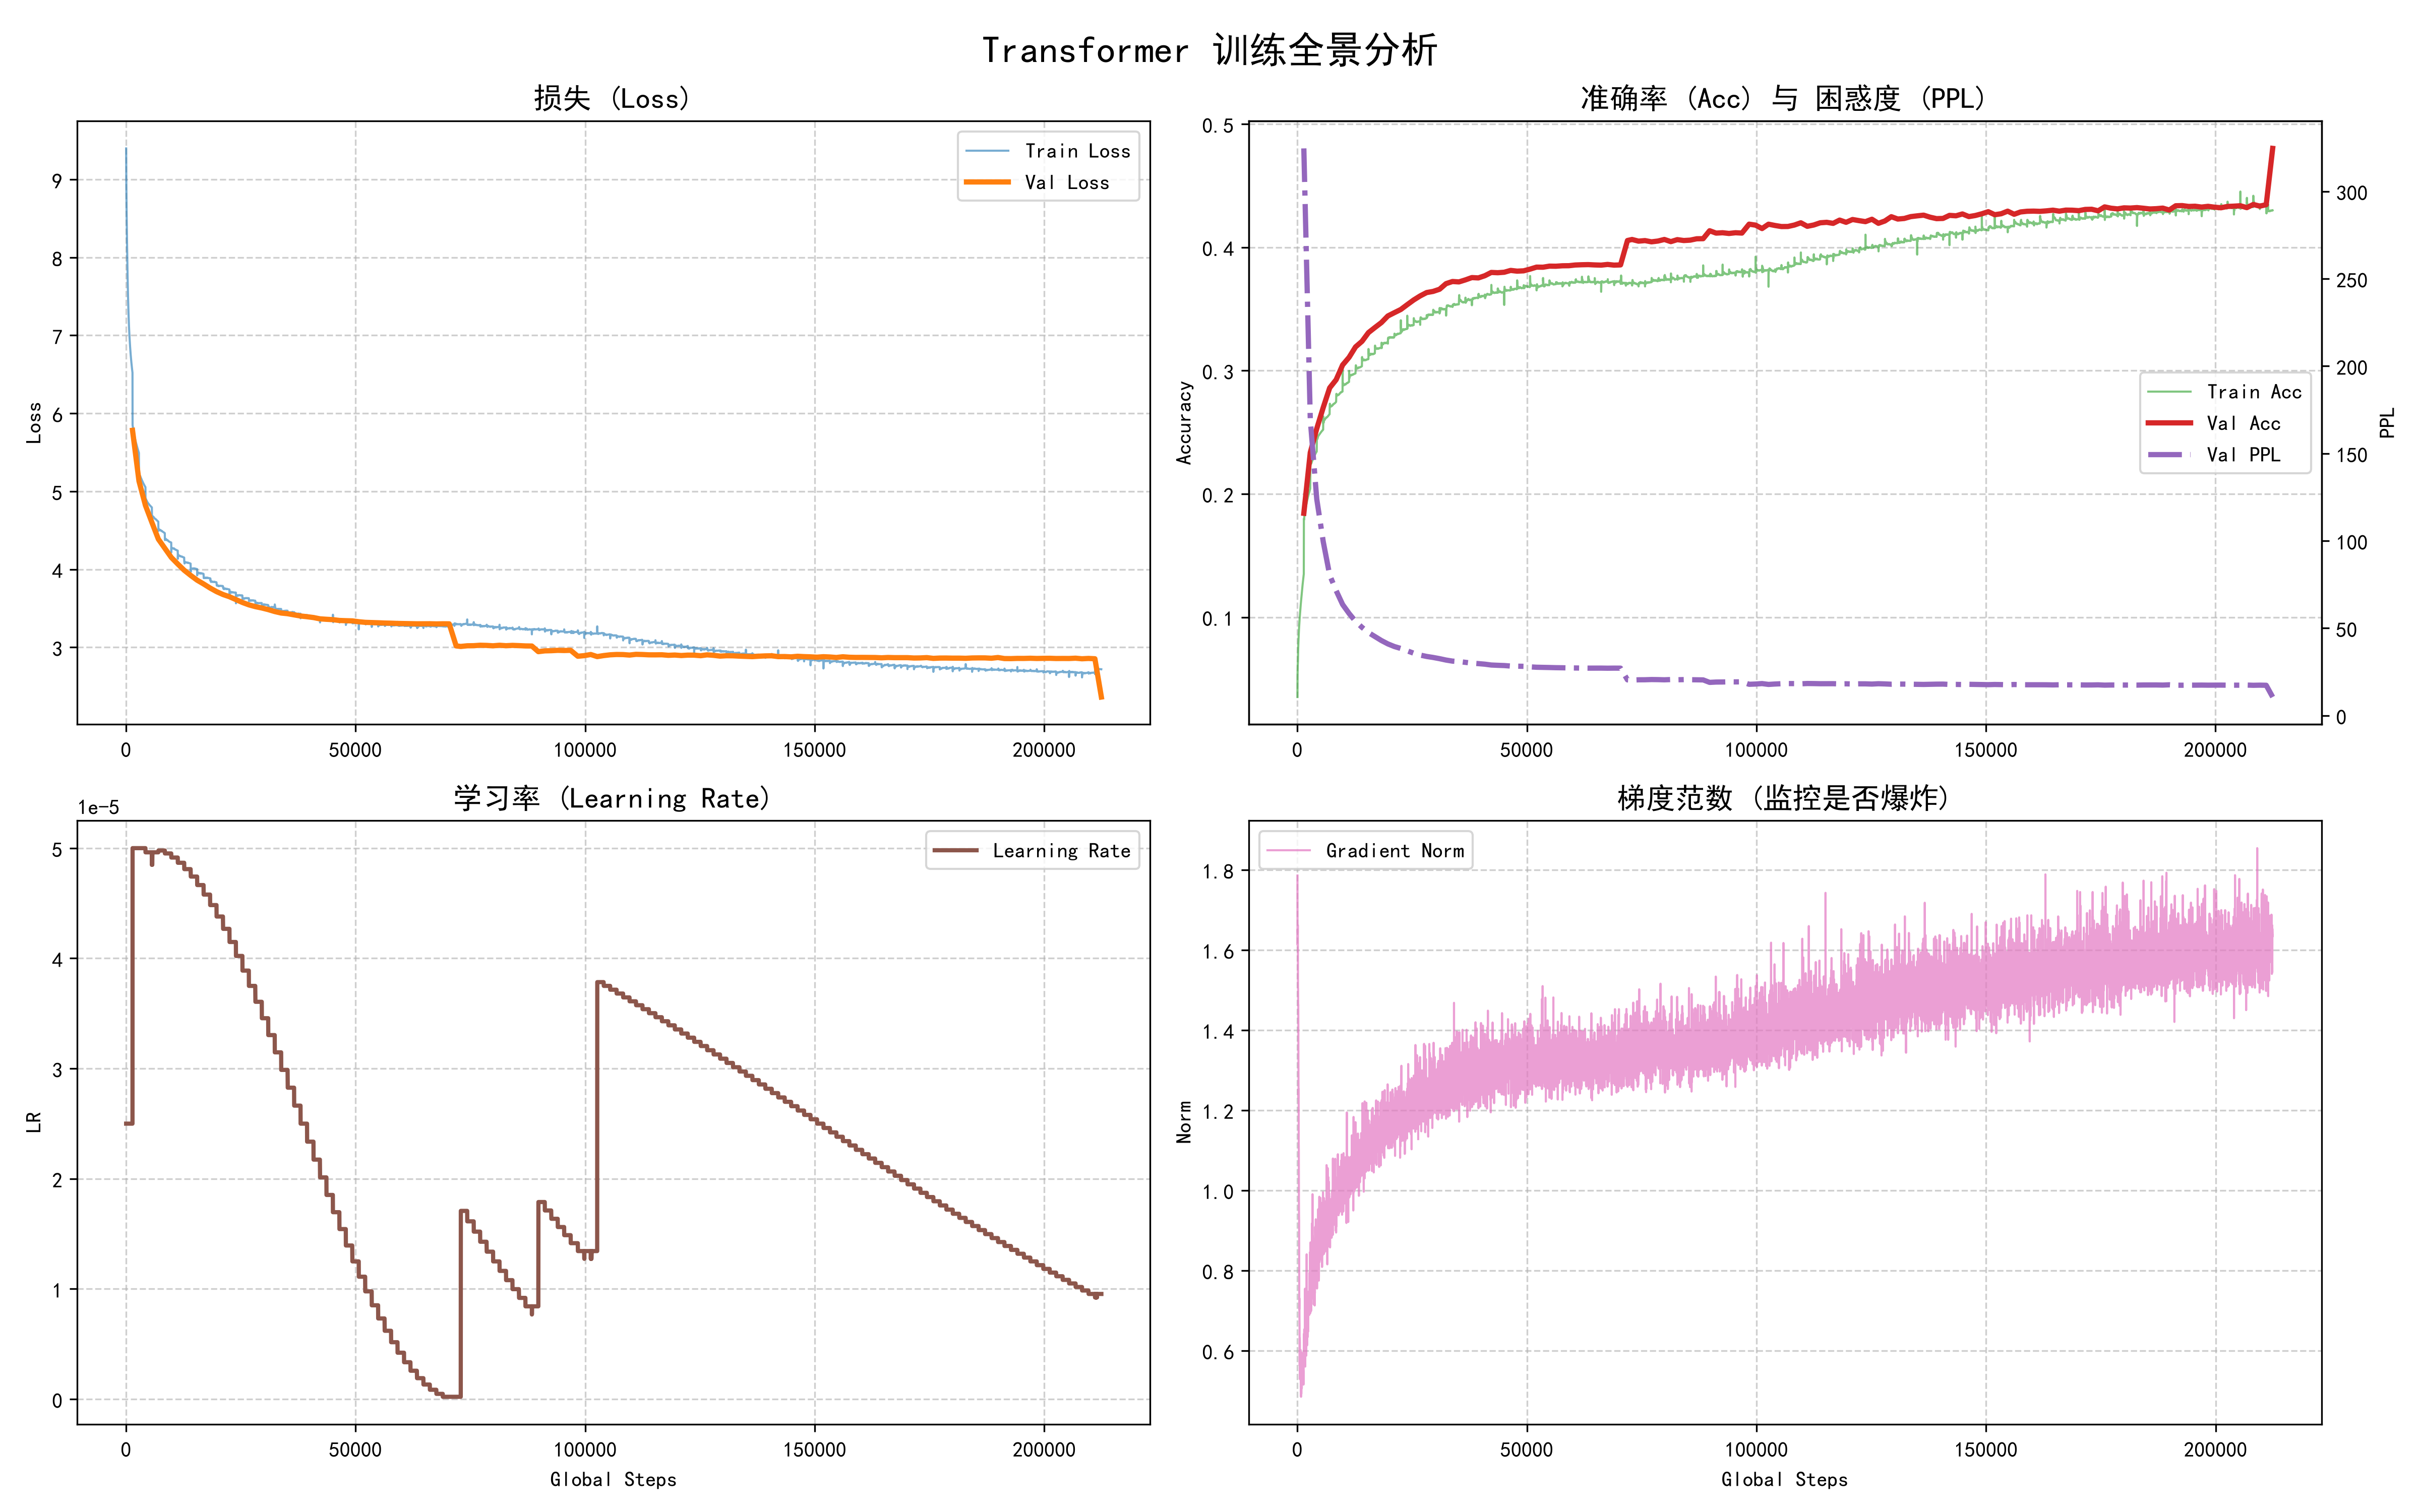 Transformer 训练全景分析
损失 (Loss)
Loss
9
8
7
6
5
4
3
0
50000
100000
150000
200000
Train Loss
Val Loss
准确率 (Acc) 与 困惑度 (PPL)
Accuracy
0.5
0.4
0.3
0.2
0.1
0
50000
100000
150000
200000
Train Acc
Val Acc
Val PPL
300
250
200
150
100
50
0
PPL
学习率 (Learning Rate)
1e-5
LR
5
4
3
2
1
0
0
50000
100000
150000
200000
Global Steps
Learning Rate
梯度范数 (监控是否爆炸)
Norm
1.8
1.6
1.4
1.2
1.0
0.8
0.6
0
50000
100000
150000
200000
Global Steps
Gradient Norm